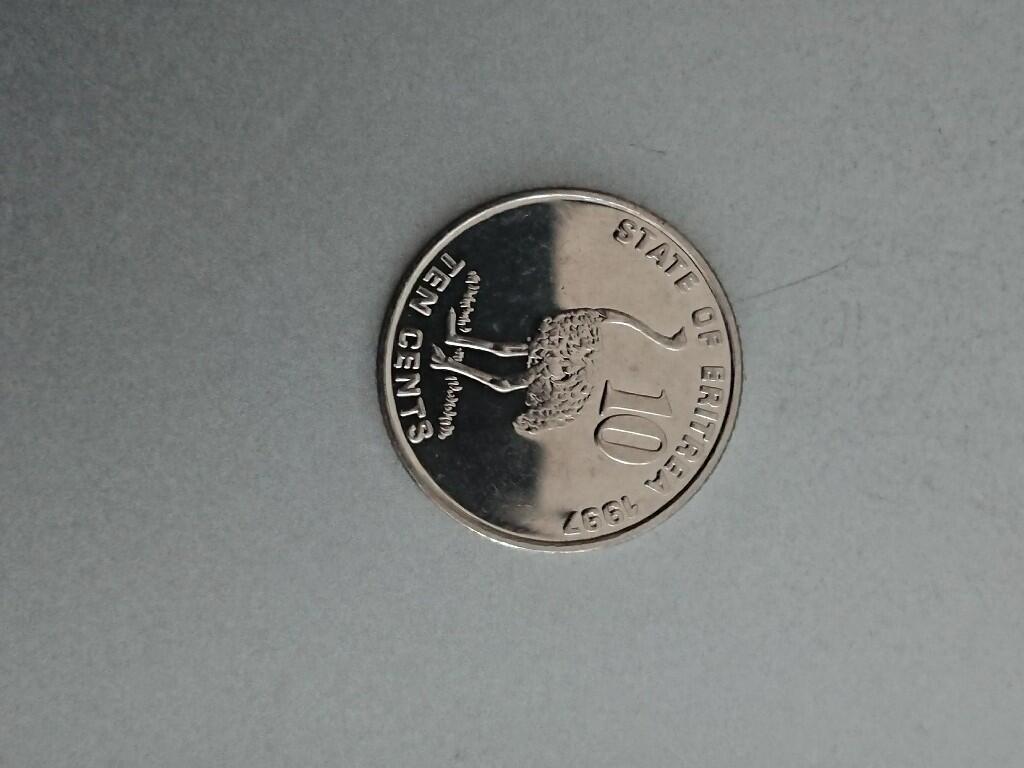 STATE OF ERITREA 1997
10
TEN CENTS